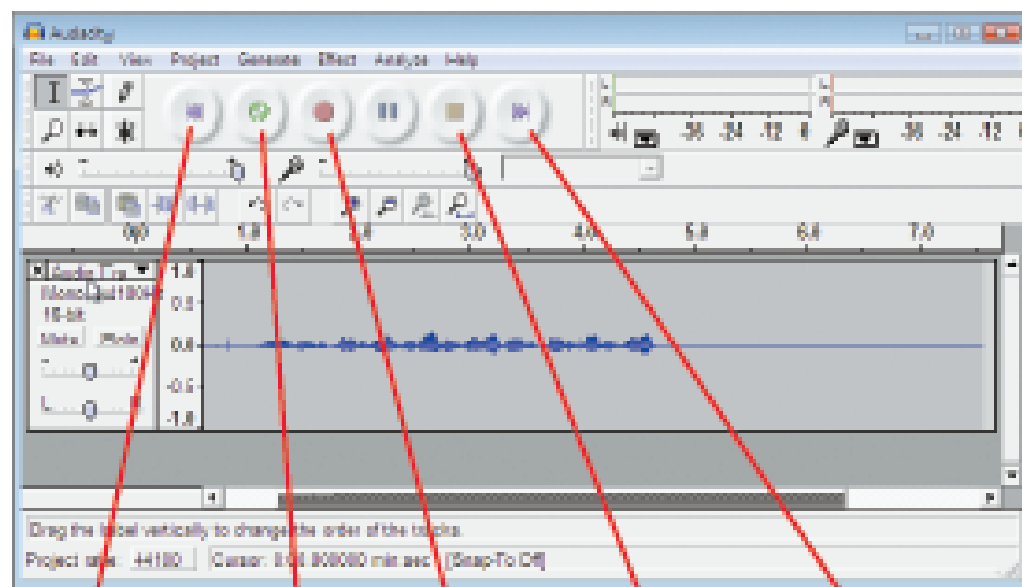 Audacity
File Edit View Project Generate Effect Analyze Help
L
R
L
R
-36 -24 -12 0
-36 -24 -12
0.0 1.0 2.0 3.0 4.0 5.0 6.0 7.0
X Audio Tra
1.0
0.5
16-bit
Mute
0.0
-0.5
L
-1.0
Drag the label vertically to change the order of the tracks.
Project rate: 44100 Cursor: 0:00.000000 min:sec [Snap-To Off]